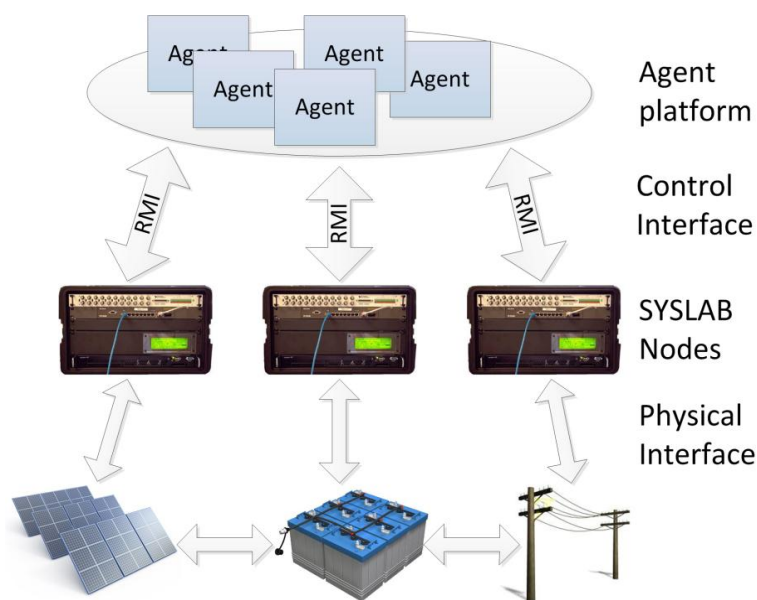 Agent
Agent
Agent
Agent
Agent
Agent
platform
RMI
RMI
RMI
Control
Interface
SYSLAB
Nodes
Physical
Interface